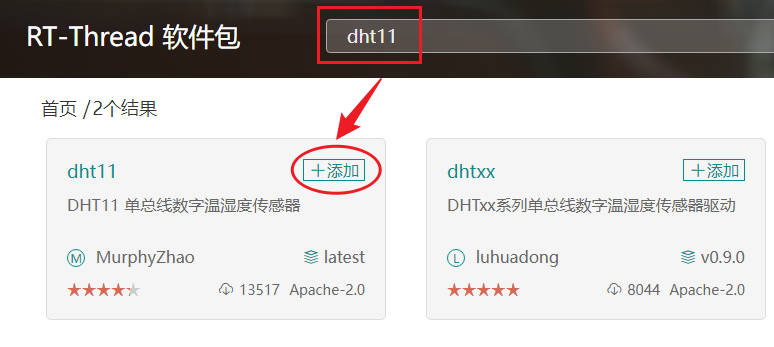 RT-Thread 软件包
dht11
首页 /2个结果
dht11
＋添加
DHT11 单总线数字温湿度传感器
M MurphyZhao
latest
13517 Apache-2.0
dhtxx
＋添加
DHTxx系列单总线数字温湿度传感器驱动
L luhuadong
v0.9.0
8044 Apache-2.0